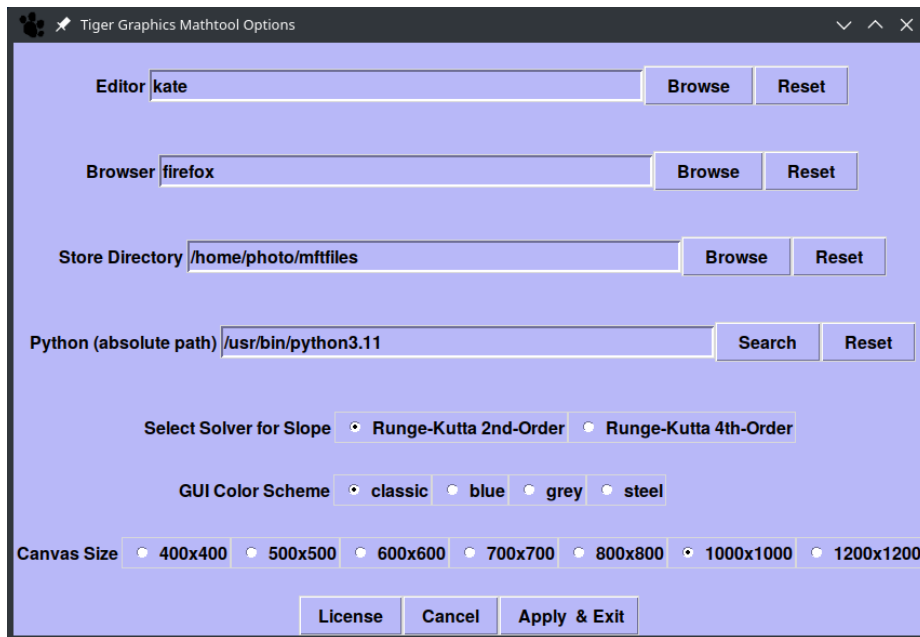 Tiger Graphics Mathtool Options
Editor kate Browse Reset
Browser firefox Browse Reset
Store Directory /home/photo/mftfiles Browse Reset
Python (absolute path) /usr/bin/python3.11 Search Reset
Select Solver for Slope Runge-Kutta 2nd-Order Runge-Kutta 4th-Order
GUI Color Scheme classic blue grey steel
Canvas Size 400x400 500x500 600x600 700x700 800x800 1000x1000 1200x1200
License Cancel Apply & Exit